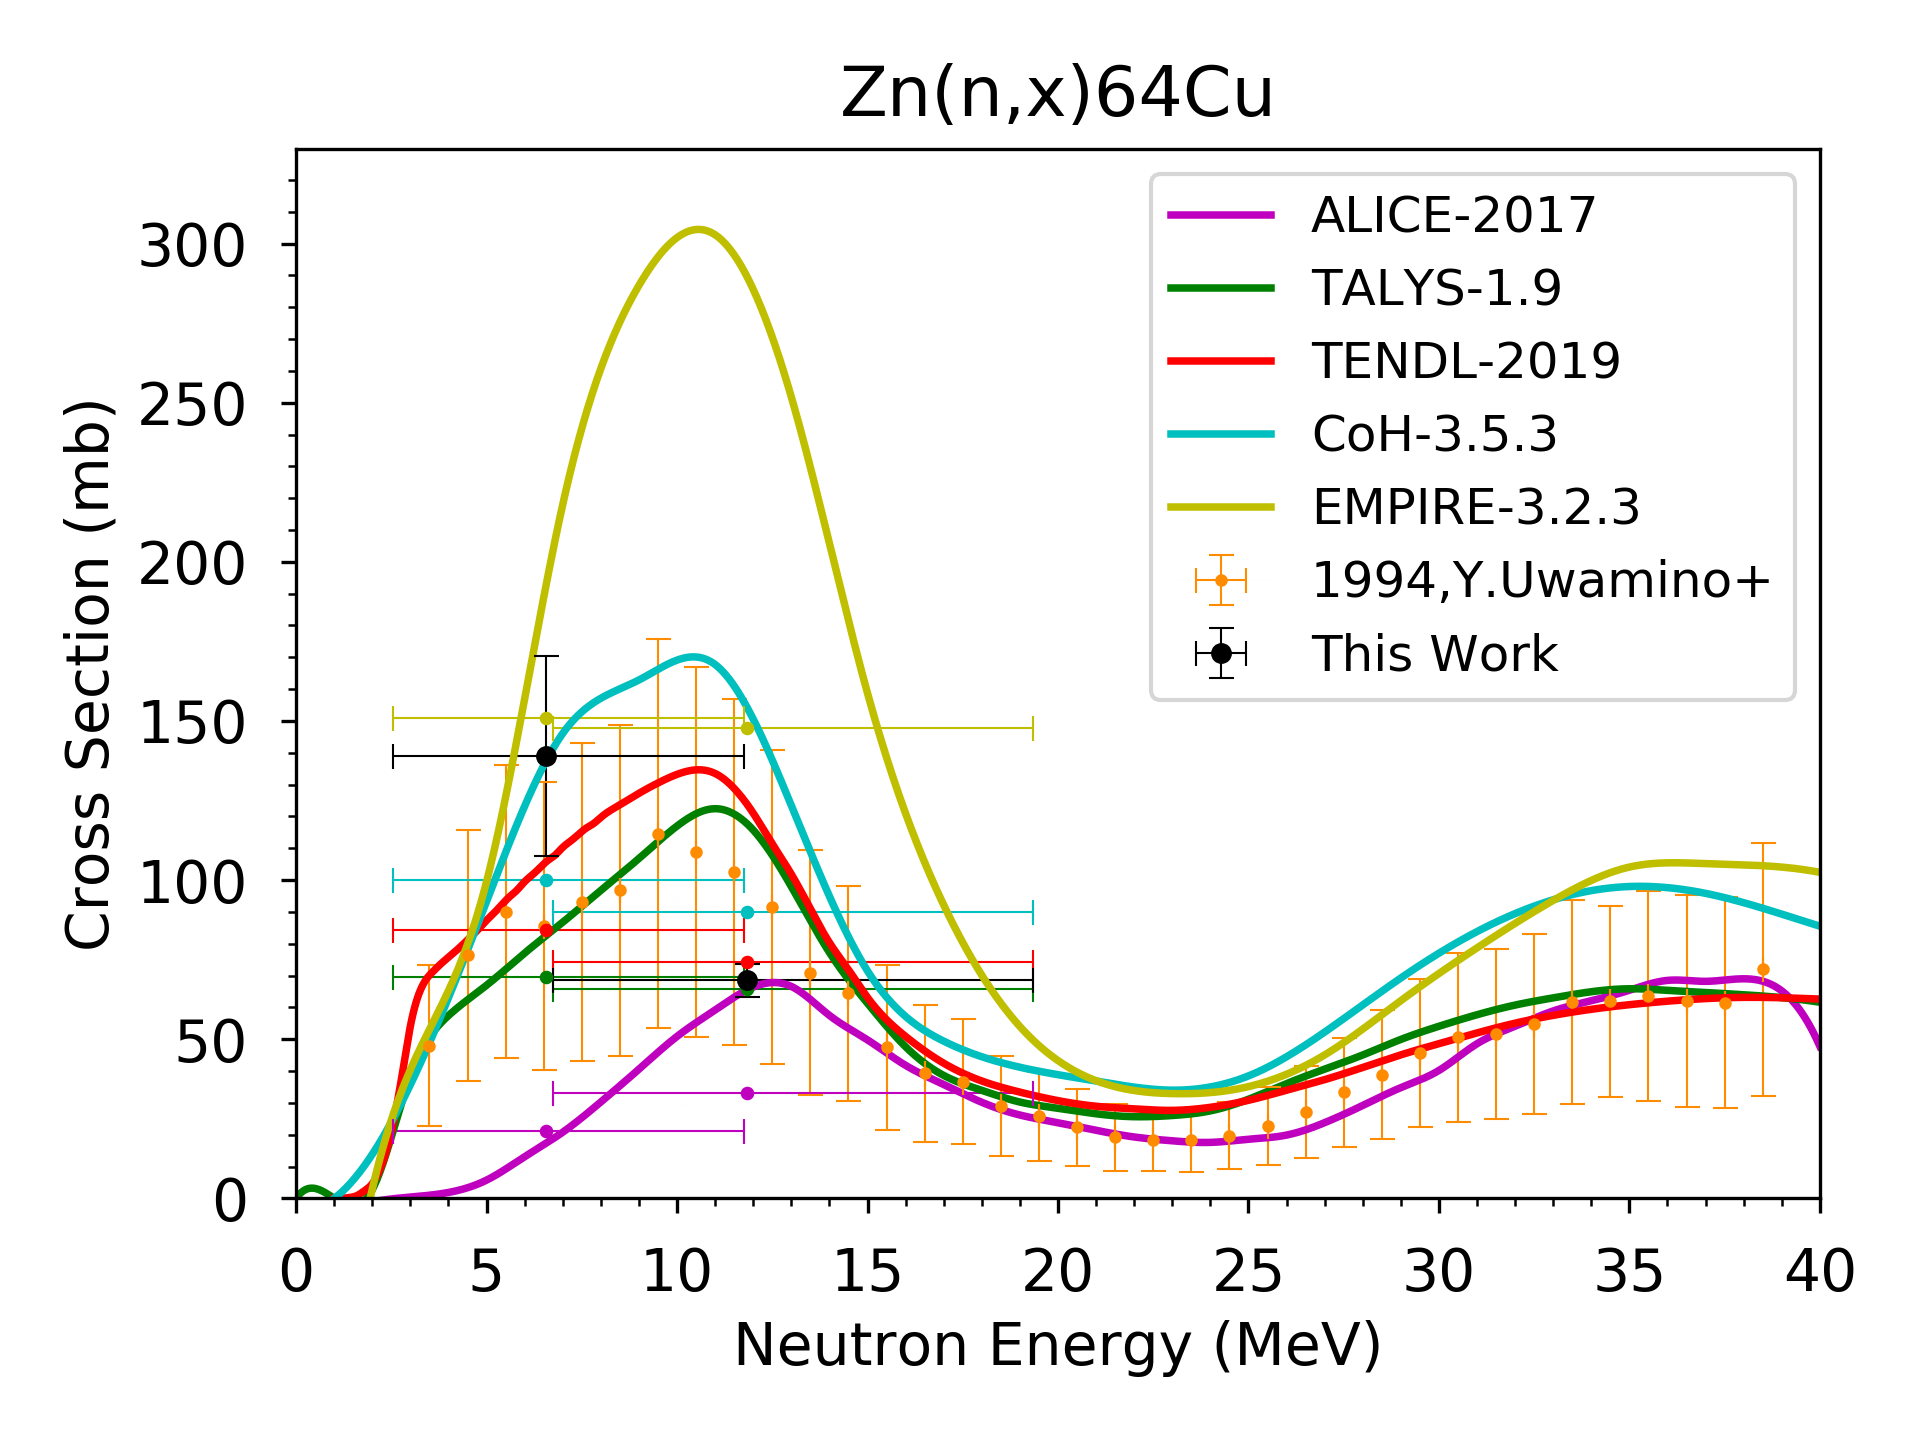 Zn(n,x)64Cu
Cross Section (mb)
300
250
200
150
100
50
0
0 5 10 15 20 25 30 35 40
Neutron Energy (MeV)
ALICE-2017
TALYS-1.9
TENDL-2019
CoH-3.5.3
EMPIRE-3.2.3
1994,Y.Uwamino+
This Work